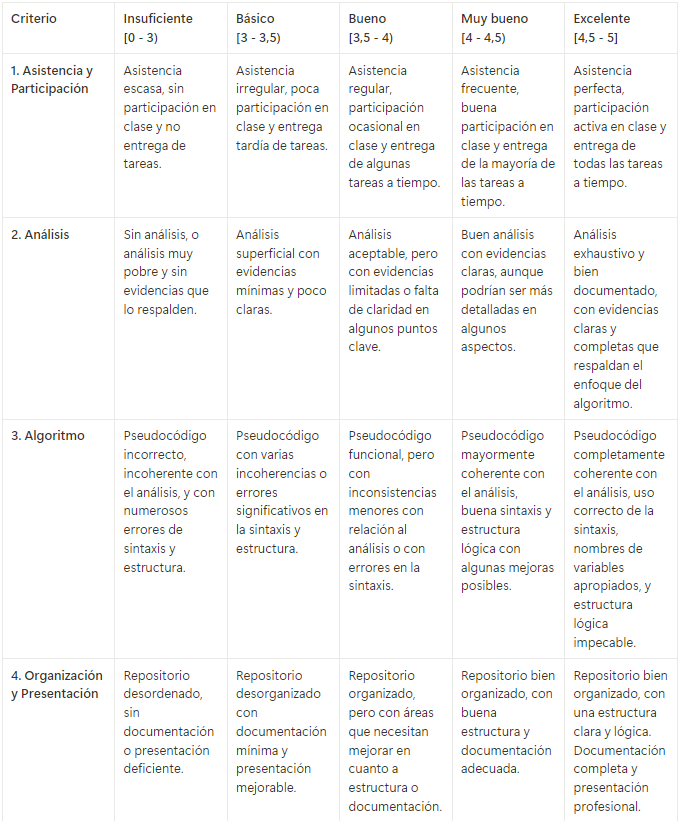 Criterio
Insuficiente
[0 - 3)
Básico
[3 - 3,5)
Bueno
[3,5 - 4)
Muy bueno
[4 - 4,5)
Excelente
[4,5 - 5]
1. Asistencia y
Participación
Asistencia
escasa, sin
participación en
clase y no
entrega de
tareas.
Asistencia
irregular, poca
participación en
clase y entrega
tardía de tareas.
Asistencia
regular,
participación
ocasional en
clase y entrega
de algunas
tareas a tiempo.
Asistencia
frecuente,
buena
participación en
clase y entrega
de la mayoría de
las tareas a
tiempo.
Asistencia
perfecta,
participación
activa en clase y
entrega de
todas las tareas
a tiempo.
2. Análisis
Sin análisis, o
análisis muy
pobre y sin
evidencias que
lo respalden.
Análisis
superficial con
evidencias
mínimas y poco
claras.
Análisis
aceptable, pero
con evidencias
limitadas o falta
de claridad en
algunos puntos
clave.
Buen análisis
con evidencias
claras, aunque
podrían ser más
detalladas en
algunos
aspectos.
Análisis
exhaustivo y
bien
documentado,
con evidencias
claras y
completas que
respaldan el
enfoque del
algoritmo.
3. Algoritmo
Pseudocódigo
incorrecto,
incoherente con
el análisis, y con
numerosos
errores de
sintaxis y
estructura.
Pseudocódigo
con varias
incoherencias o
errores
significativos en
la sintaxis y
estructura.
Pseudocódigo
funcional, pero
con
inconsistencias
menores con
relación al
análisis o con
errores en la
sintaxis.
Pseudocódigo
mayormente
coherente con
el análisis,
buena sintaxis y
estructura
lógica con
algunas mejoras
posibles.
Pseudocódigo
completamente
coherente con
el análisis, uso
correcto de la
sintaxis,
nombres de
variables
apropiados, y
estructura
lógica
impecable.
4. Organización
y Presentación
Repositorio
desordenado,
sin
documentación
o presentación
deficiente.
Repositorio
desorganizado
con
documentación
mínima y
presentación
mejorable.
Repositorio
organizado,
pero con áreas
que necesitan
mejorar en
cuanto a
estructura o
documentación.
Repositorio bien
organizado, con
buena
estructura y
documentación
adecuada.
Repositorio bien
organizado, con
una estructura
clara y lógica.
Documentación
completa y
presentación
profesional.